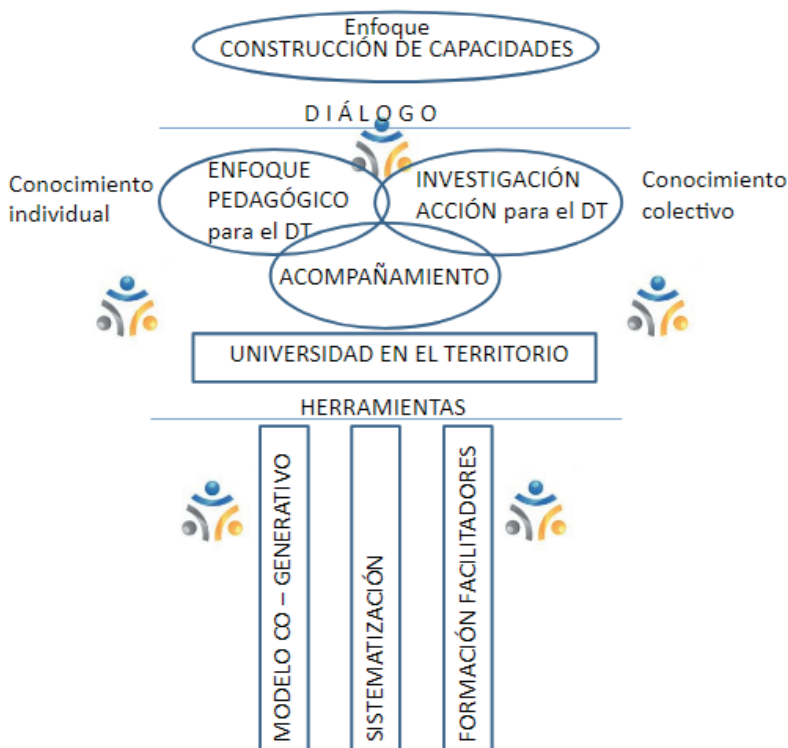 Enfoque
CONSTRUCCIÓN DE CAPACIDADES
D I Á L O G O
Conocimiento
individual
ENFOQUE
PEDAGÓGICO
para el DT
INVESTIGACIÓN
ACCIÓN para el DT
Conocimiento
colectivo
ACOMPAÑAMIENTO
UNIVERSIDAD EN EL TERRITORIO
HERRAMIENTAS
MODELO CO – GENERATIVO
SISTEMATIZACIÓN
FORMACIÓN FACILITADORES